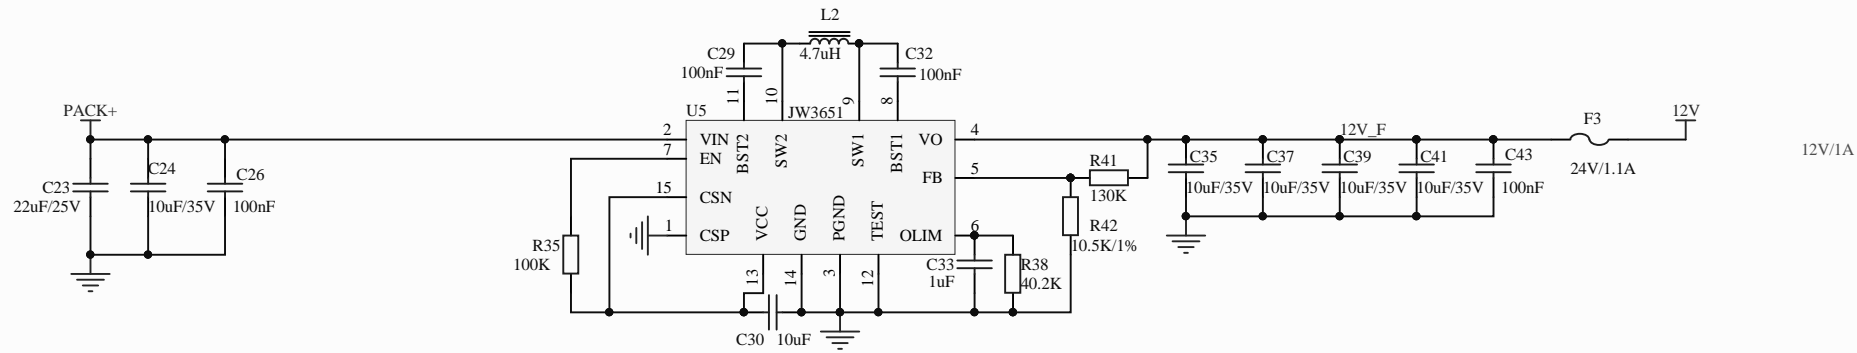 L2
C29
4.7uH
C32
100nF
100nF
11
10
9
8
PACK+
U5
JW3651
12V
2
VIN
BST2
SW2
SW1
BST1
VO
4
12V_F
F3
7
EN
C24
C35
C37
C39
C41
C43
12V/1A
R41
24V/1.1A
C23
C26
15
CSN
FB
5
10uF/35V
10uF/35V
10uF/35V
10uF/35V
100nF
22uF/25V
10uF/35V
100nF
130K
1
CSP
VCC
GND
PGND
TEST
OLIM
6
R42
10.5K/1%
R35
100K
13
14
3
12
C33
1uF
R38
40.2K
C30
10uF